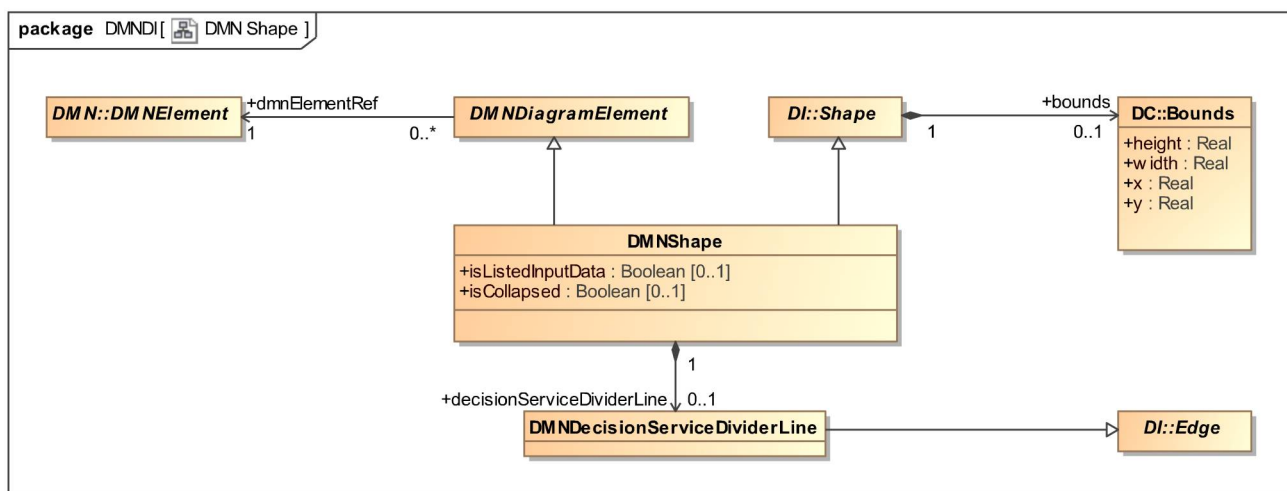 package DMNDI[ DMN Shape ]
DMN::DMNElement
+dmnElementRef
1
0..*
DMNDiagramElement
DI::Shape
1
+bounds
0..1
DC::Bounds
+height : Real
+width : Real
+x : Real
+y : Real
DMNShape
+isListedInputData : Boolean [0..1]
+isCollapsed : Boolean [0..1]
1
+decisionServiceDividerLine
0..1
DMNDecisionServiceDividerLine
DI::Edge